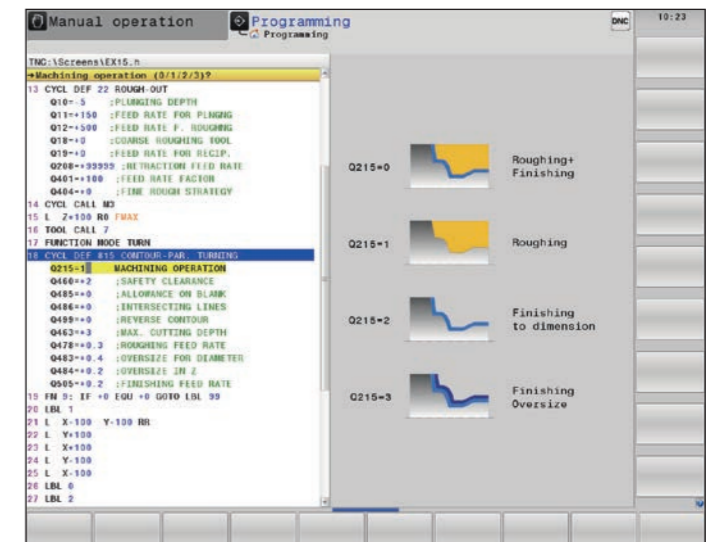 Manual operation
Programming
Programming
DNC
10:23
TNC:\Screens\EX15.h
→Machining operation (0/1/2/3)?
13 CYCL DEF 22 ROUGH-OUT
Q10=-5 ;PLUNGING DEPTH
Q11=+150 ;FEED RATE FOR PLNGNG
Q12=+500 ;FEED RATE F. ROUGHNG
Q18=+0 ;COARSE ROUGHING TOOL
Q19=+0 ;FEED RATE FOR RECIP.
Q208=+99999 ;RETRACTION FEED RATE
Q401=+100 ;FEED RATE FACTOR
Q404=+0 ;FINE ROUGH STRATEGY
14 CYCL CALL M3
15 L Z+100 R0 FMAX
16 TOOL CALL 7
17 FUNCTION MODE TURN
18 CYCL DEF 815 CONTOUR-PAR. TURNING
Q215=1 MACHINING OPERATION
Q460=+2 ;SAFETY CLEARANCE
Q485=+0 ;ALLOWANCE ON BLANK
Q486=+0 ;INTERSECTING LINES
Q499=+0 ;REVERSE CONTOUR
Q463=+3 ;MAX. CUTTING DEPTH
Q478=+0.3 ;ROUGHING FEED RATE
Q483=+0.4 ;OVERSIZE FOR DIAMETER
Q484=+0.2 ;OVERSIZE IN Z
Q505=+0.2 ;FINISHING FEED RATE
19 FN 9: IF +0 EQU +0 GOTO LBL 99
20 LBL 1
21 L X-100 Y-100 RR
22 L Y+100
23 L X+100
24 L Y-100
25 L X-100
26 LBL 0
27 LBL 2
Q215=0
Roughing+
Finishing
Q215=1
Roughing
Q215=2
Finishing
to dimension
Q215=3
Finishing
Oversize